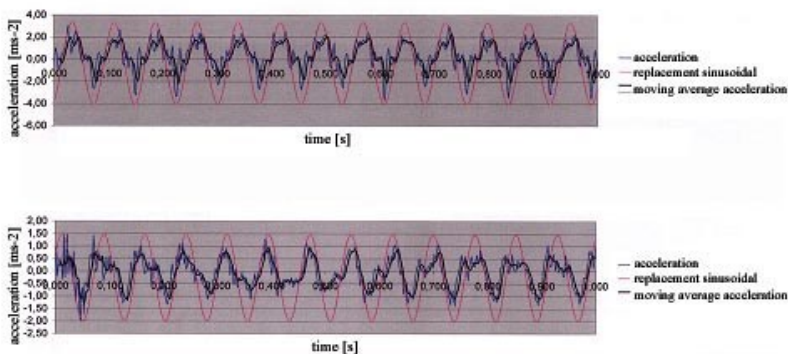 4,00
2,00
0,00
-2,00
-4,00
-6,00
acceleration [ms-2]
0,000 0,100 0,200 0,300 0,400 0,500 0,600 0,700 0,800 0,900 1,000
time [s]
acceleration
replacement sinusoidal
moving average acceleration
2,00
1,50
1,00
0,50
0,00
-0,50
-1,00
-1,50
-2,00
-2,50
acceleration [ms-2]
0,000 0,100 0,200 0,300 0,400 0,500 0,600 0,700 0,800 0,900 1,000
time [s]
acceleration
replacement sinusoidal
moving average acceleration